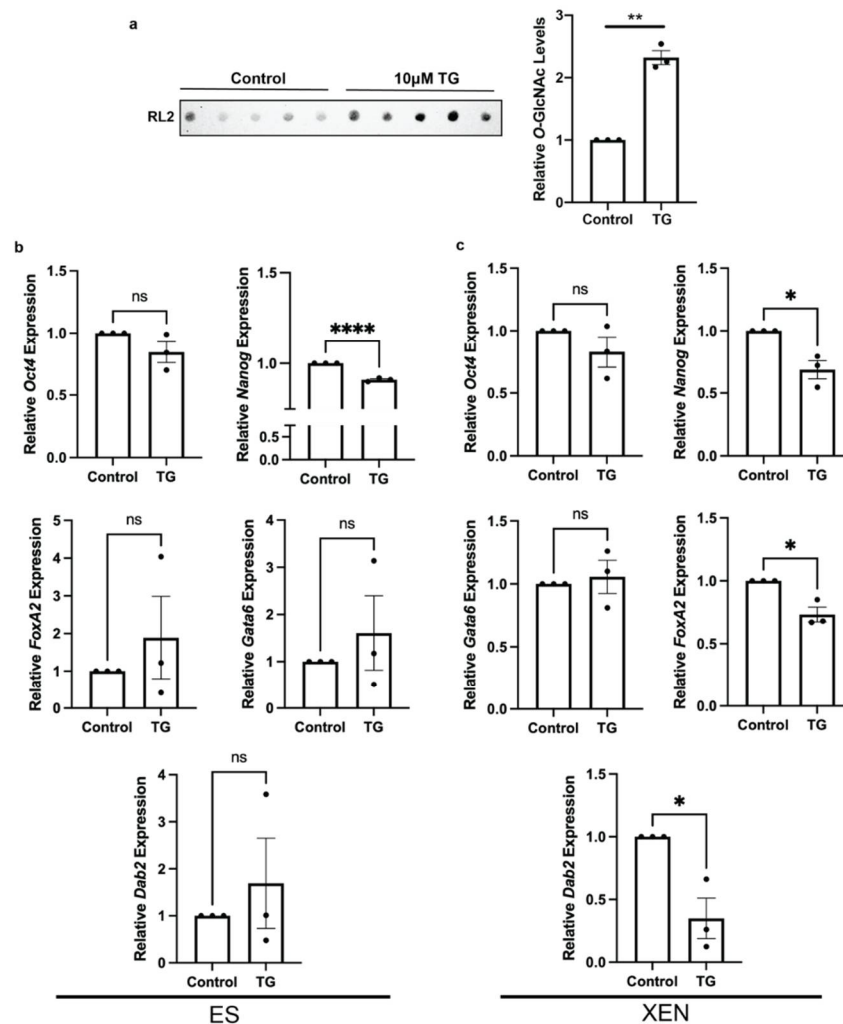 a
Control
10µM TG
RL2
Relative O-GlcNAc Levels
3
2
1
0
**
Control
TG
b
Relative Oct4 Expression
1.5
1.0
0.5
0.0
ns
Control
TG
Relative Nanog Expression
1.5
1.0
0.5
0.0
****
Control
TG
c
Relative Oct4 Expression
1.5
1.0
0.5
0.0
ns
Control
TG
Relative Nanog Expression
1.5
1.0
0.5
0.0
*
Control
TG
Relative FoxA2 Expression
5
4
3
2
1
0
ns
Control
TG
Relative Gata6 Expression
6
4
2
0
ns
Control
TG
Relative Gata6 Expression
1.5
1.0
0.5
0.0
ns
Control
TG
Relative FoxA2 Expression
1.5
1.0
0.5
0.0
*
Control
TG
Relative Dab2 Expression
4
3
2
1
0
ns
Control
TG
Relative Dab2 Expression
1.5
1.0
0.5
0.0
*
Control
TG
ES
XEN